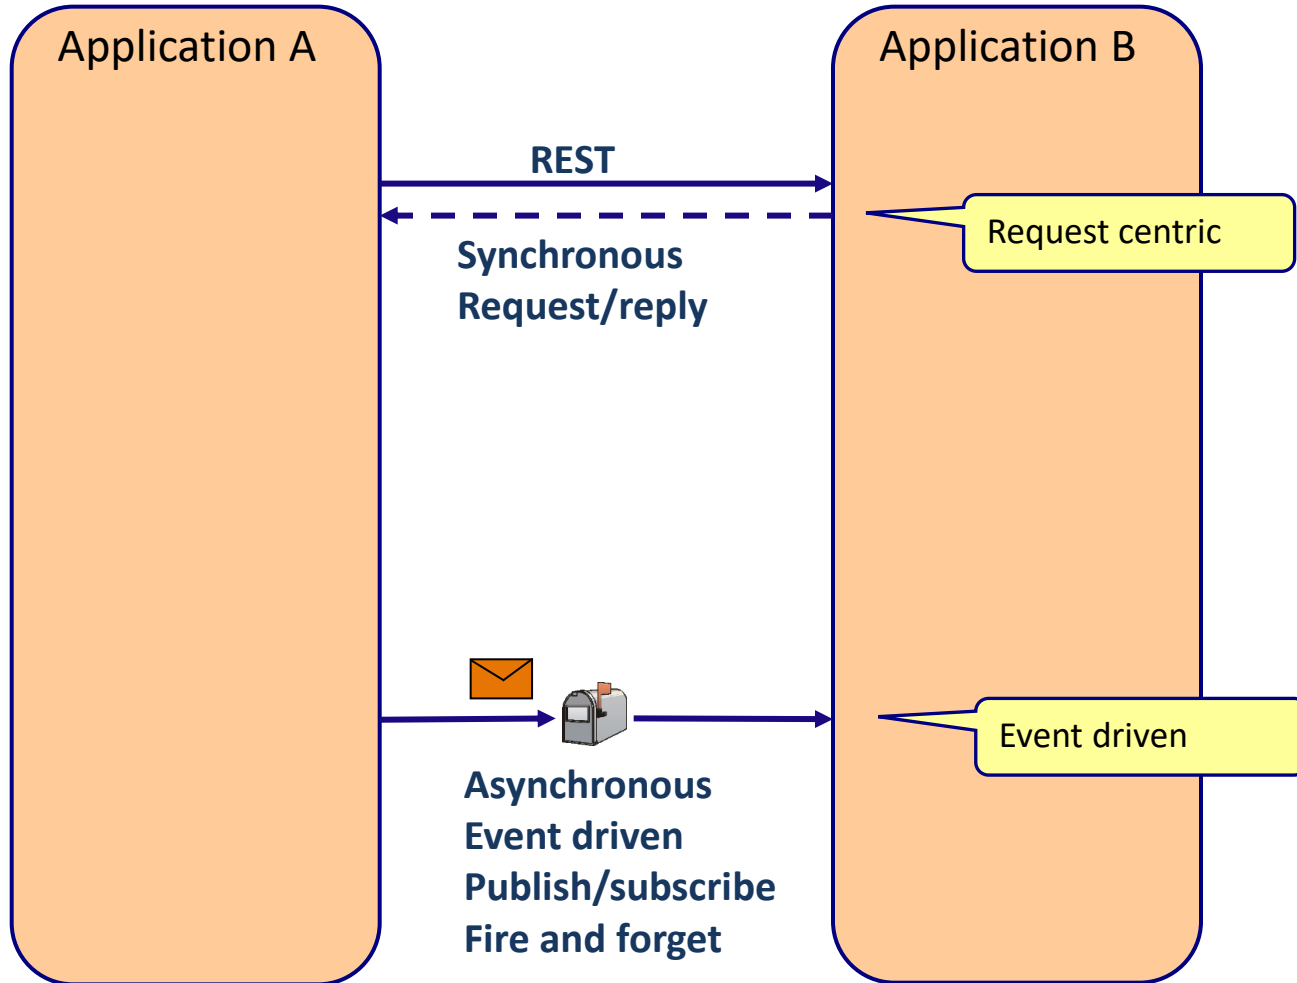 Application A
Application B
REST
Synchronous
Request/reply
Request centric
Asynchronous
Event driven
Publish/subscribe
Fire and forget
Event driven